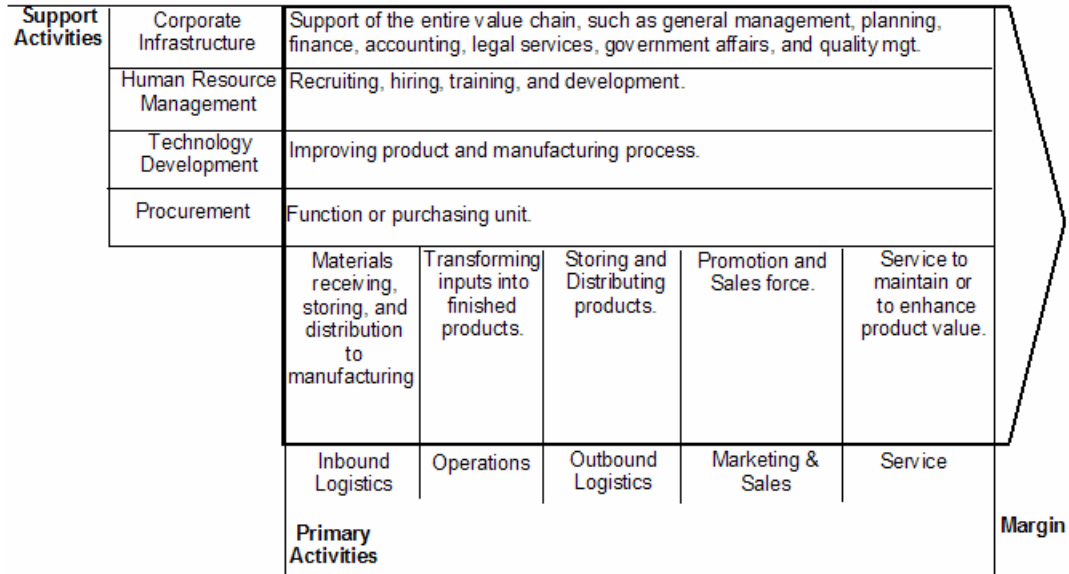 Support
Activities
Corporate
Infrastructure
Support of the entire value chain, such as general management, planning,
finance, accounting, legal services, government affairs, and quality mgt.
Human Resource
Management
Recruiting, hiring, training, and development.
Technology
Development
Improving product and manufacturing process.
Procurement
Function or purchasing unit.
Materials
receiving,
storing, and
distribution
to
manufacturing
Transforming
inputs into
finished
products.
Storing and
Distributing
products.
Promotion and
Sales force.
Service to
maintain or
to enhance
product value.
Inbound
Logistics
Operations
Outbound
Logistics
Marketing &
Sales
Service
Primary
Activities
Margin